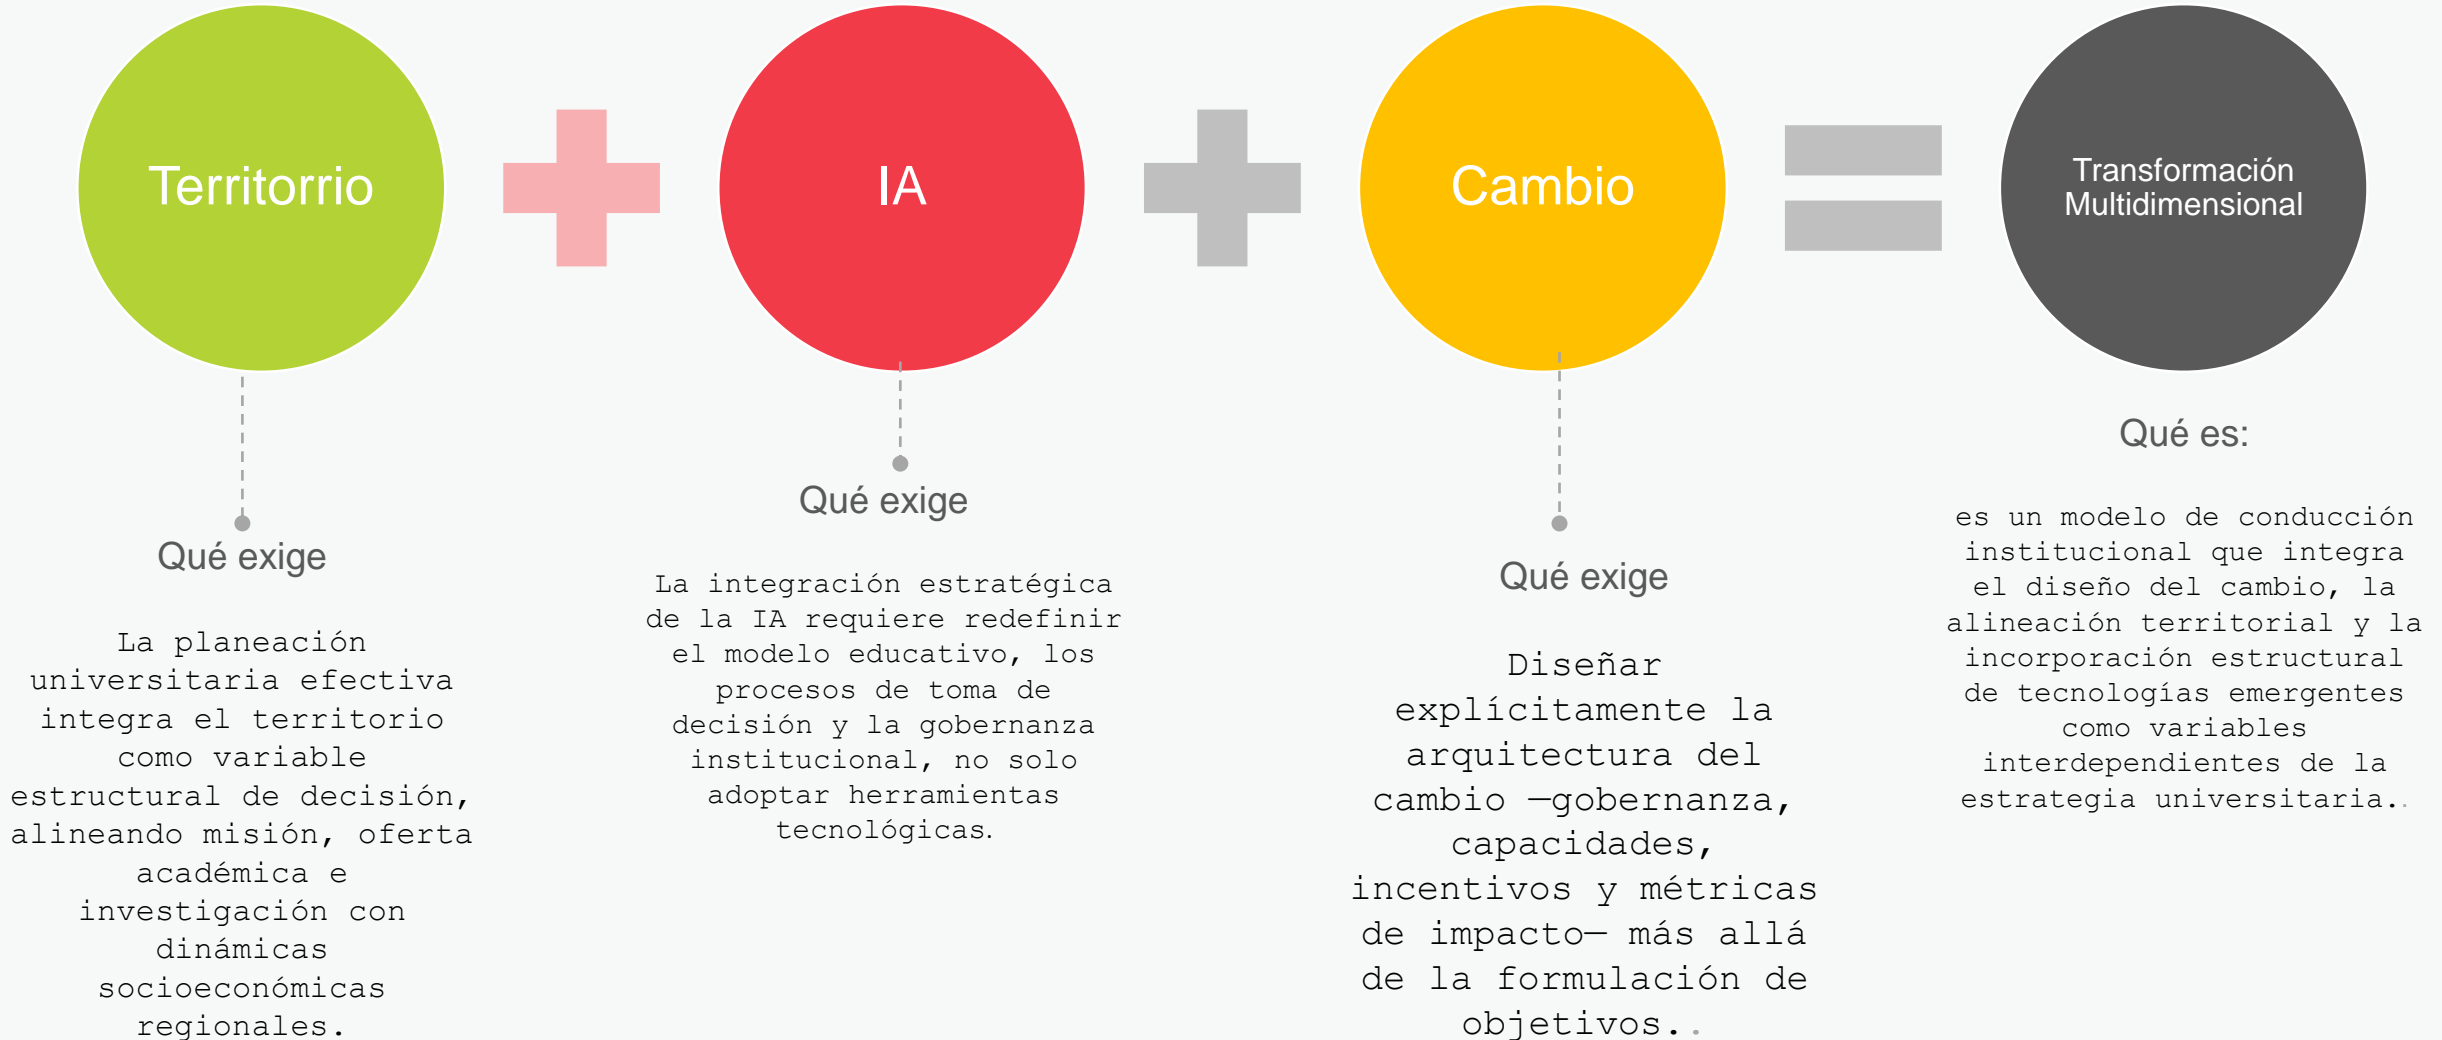 Territorrio
IA
Cambio
Transformación
Multidimensional
Qué exige
La planeación
universitaria efectiva
integra el territorio
como variable
estructural de decisión,
alineando misión, oferta
académica e
investigación con
dinámicas
socioeconómicas
regionales.
Qué exige
La integración estratégica
de la IA requiere redefinir
el modelo educativo, los
procesos de toma de
decisión y la gobernanza
institucional, no solo
adoptar herramientas
tecnológicas.
Qué exige
Diseñar
explícitamente la
arquitectura del
cambio —gobernanza,
capacidades,
incentivos y métricas
de impacto— más allá
de la formulación de
objetivos..
Qué es:
es un modelo de conducción
institucional que integra
el diseño del cambio, la
alineación territorial y la
incorporación estructural
de tecnologías emergentes
como variables
interdependientes de la
estrategia universitaria..